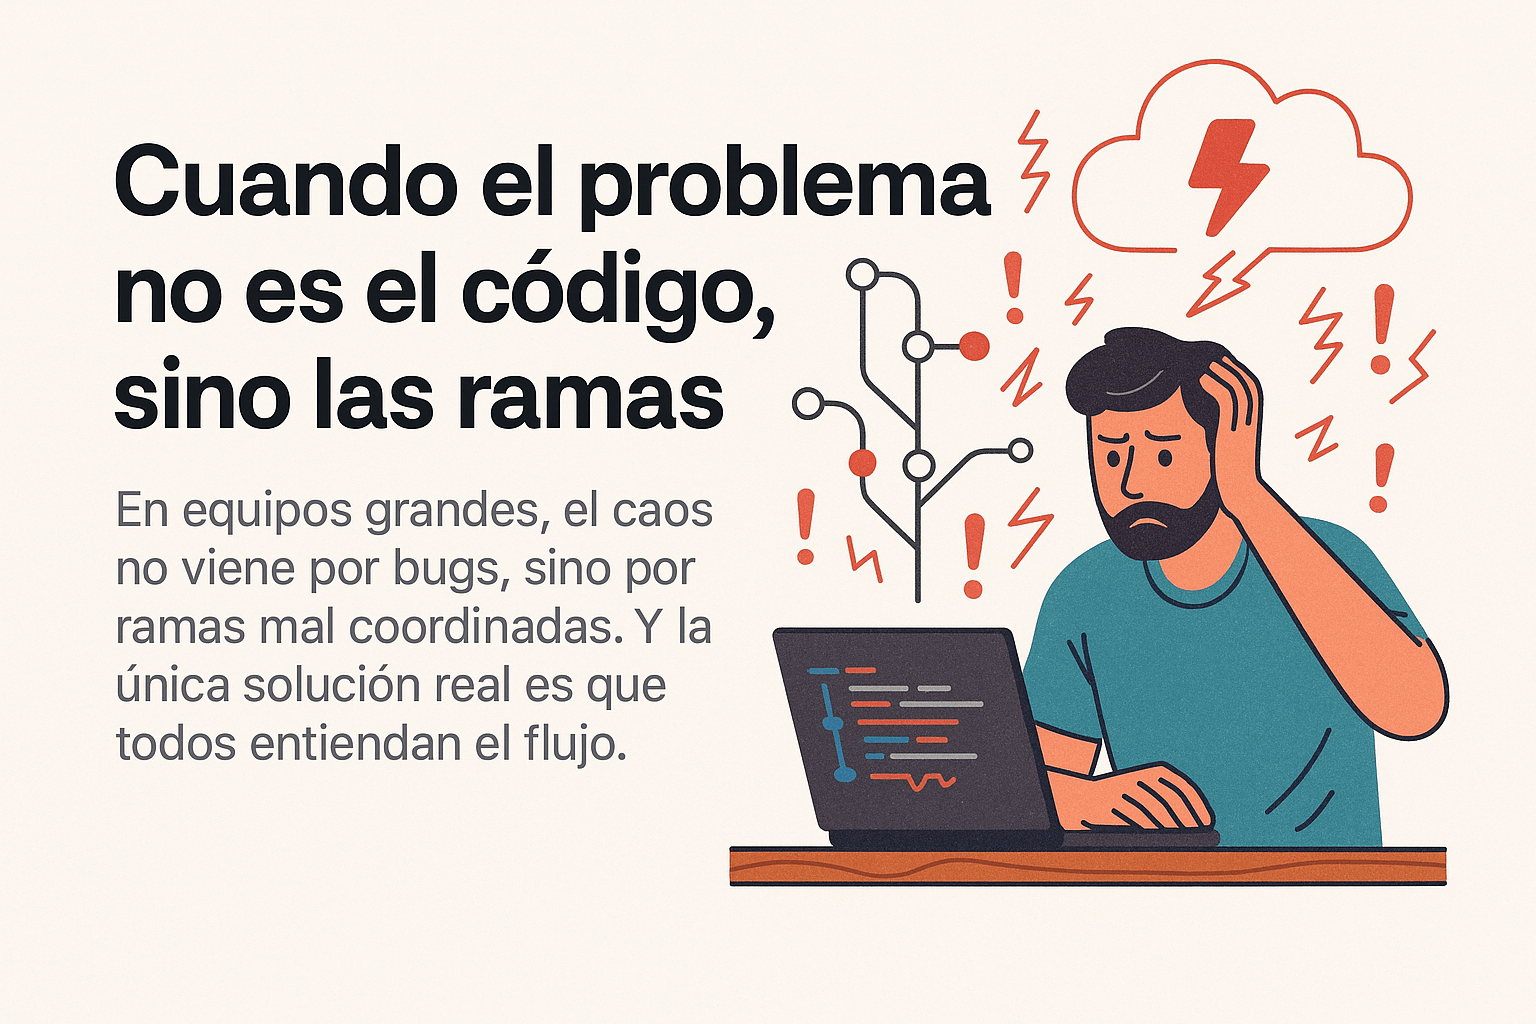 Cuando el problema
no es el código,
sino las ramas
En equipos grandes, el caos
no viene por bugs, sino por
ramas mal coordinadas. Y la
única solución real es que
todos entiendan el flujo.